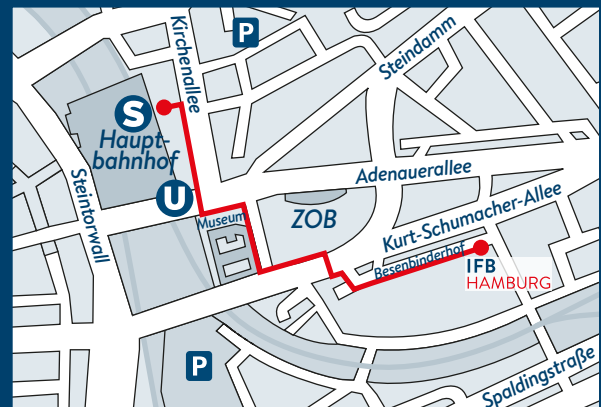 Kirchenallee
P
Steindamm
S
Haupt-
bahnhof
Steintorwall
U
Museum
ZOB
Adenauerallee
Kurt-Schumacher-Allee
Besenbinderhof
IFB
HAMBURG
P
Spaldingstraße